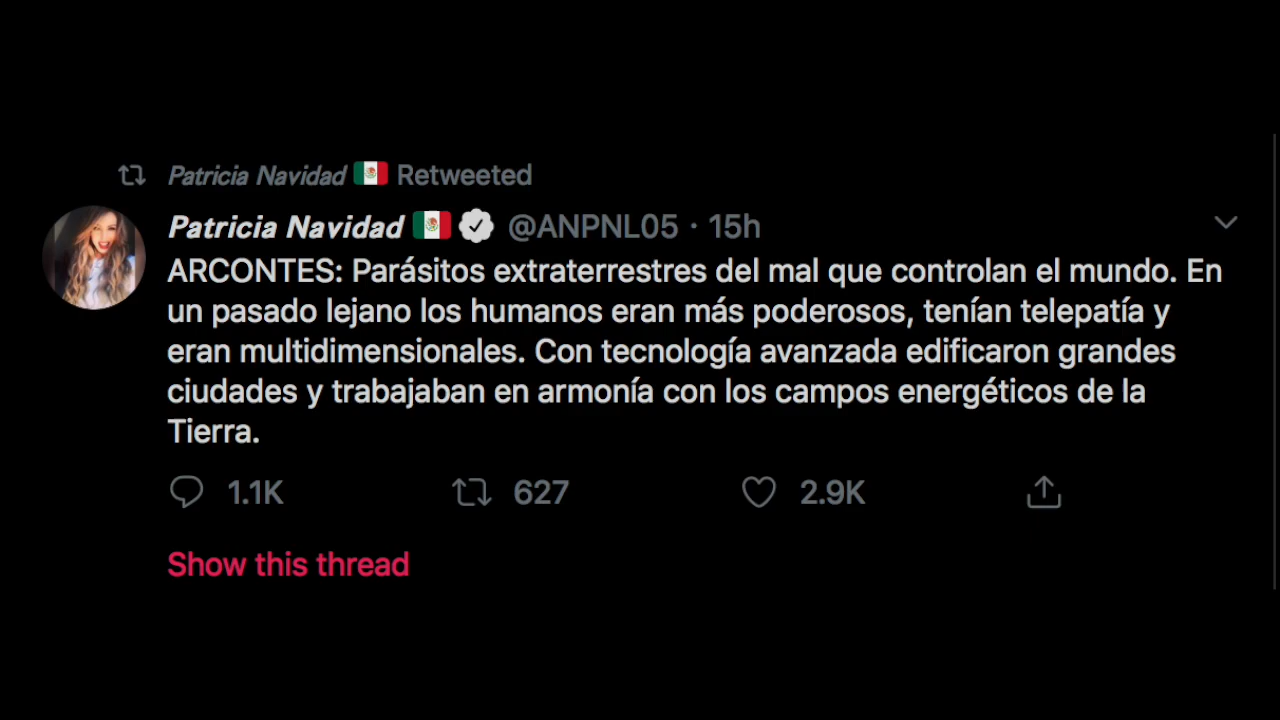 Patricia Navidad 🇲🇽 Retweeted
Patricia Navidad 🇲🇽 @ANPNL05 · 15h
ARCONTES: Parásitos extraterrestres del mal que controlan el mundo. En
un pasado lejano los humanos eran más poderosos, tenían telepatía y
eran multidimensionales. Con tecnología avanzada edificaron grandes
ciudades y trabajaban en armonía con los campos energéticos de la
Tierra.
1.1K 627 2.9K
Show this thread